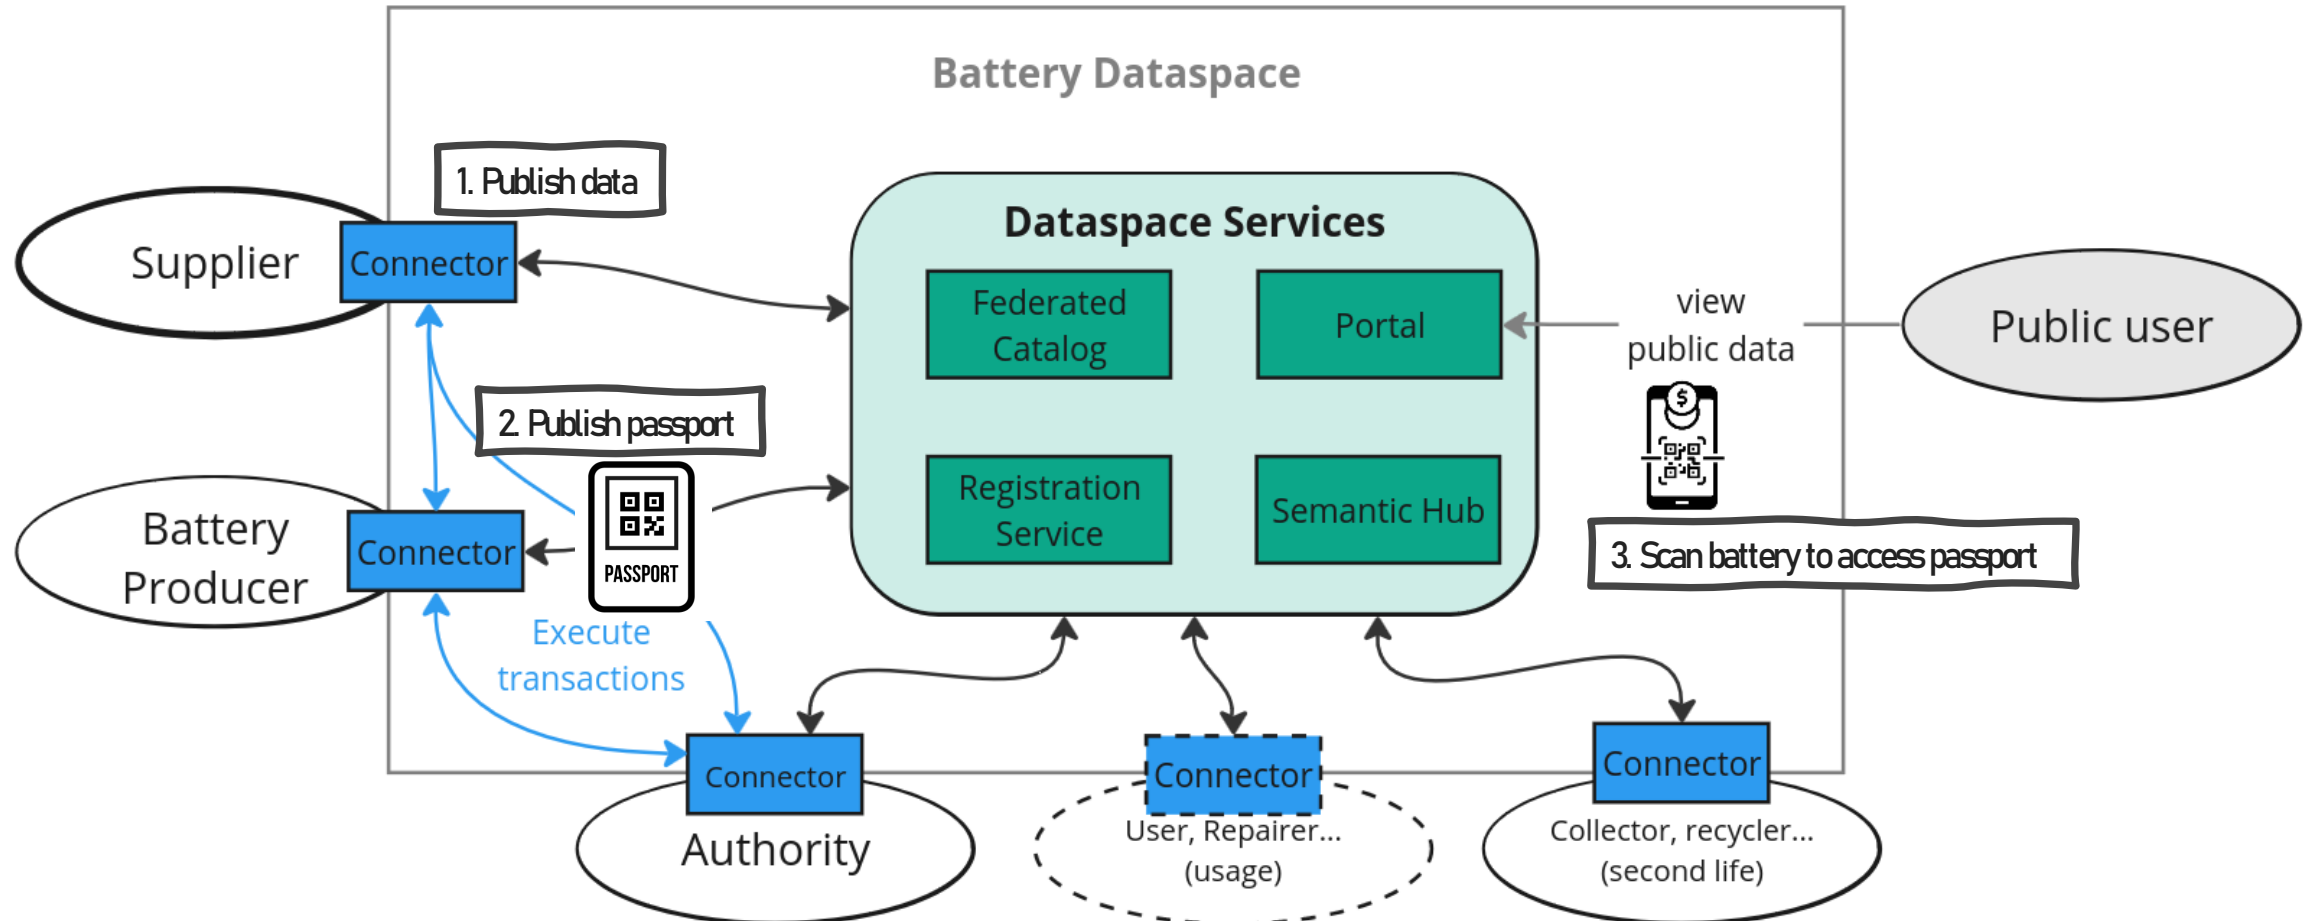 Battery Dataspace
1. Publish data
Supplier
Connector
Dataspace Services
Federated
Catalog
Portal
view
public data
Public user
$
2. Publish passport
Battery
Producer
Connector
PASSPORT
Registration
Service
Semantic Hub
3. Scan battery to access passport
Execute
transactions
Connector
Authority
Connector
User, Repairer...
(usage)
Connector
Collector, recycler...
(second life)